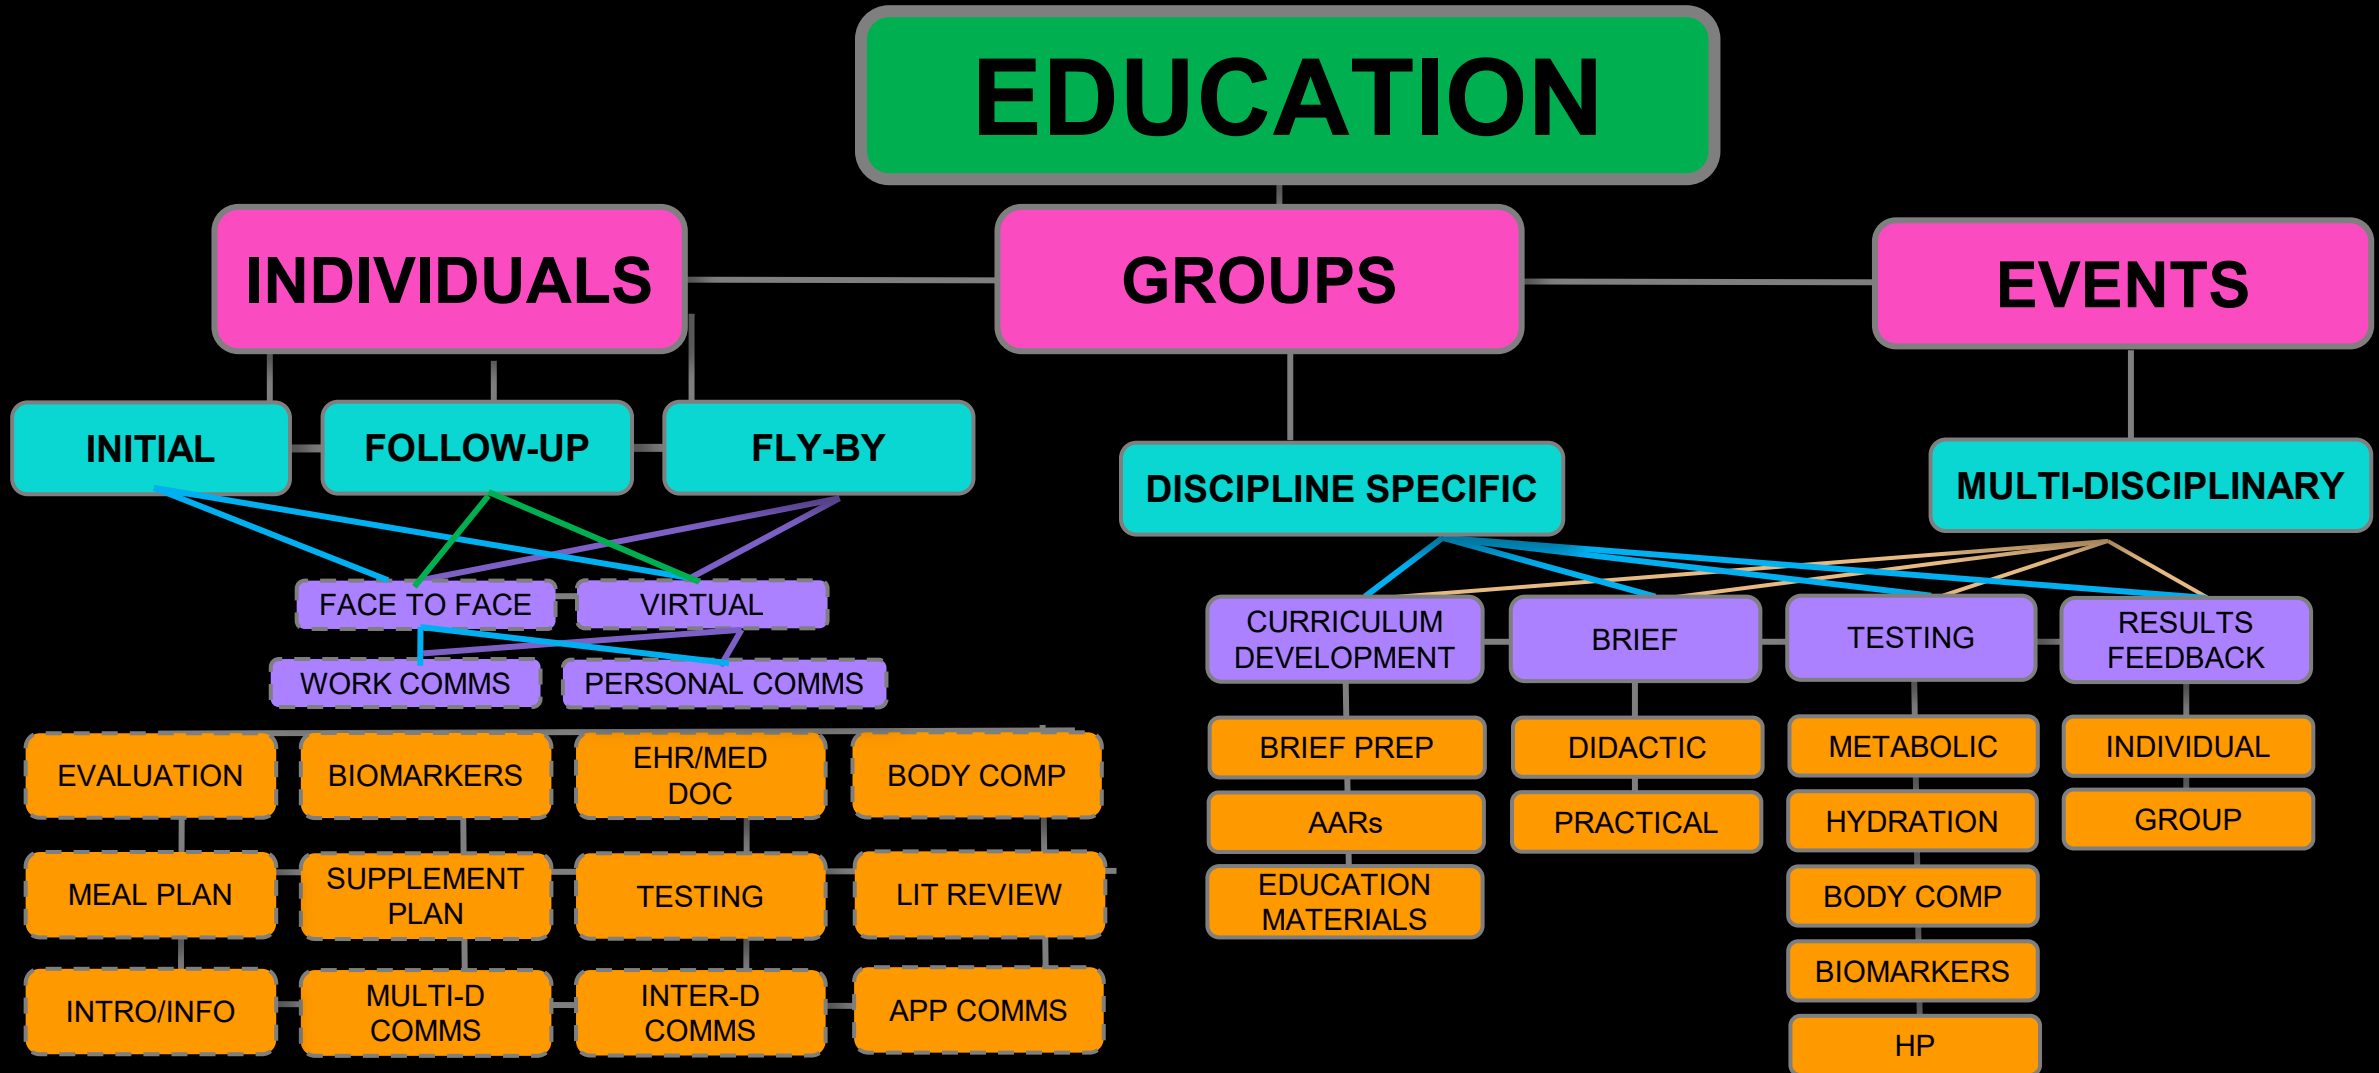 EDUCATION
INDIVIDUALS
GROUPS
EVENTS
INITIAL
FOLLOW-UP
FLY-BY
DISCIPLINE SPECIFIC
MULTI-DISCIPLINARY
FACE TO FACE
VIRTUAL
WORK COMMS
PERSONAL COMMS
EVALUATION
BIOMARKERS
EHR/MED
DOC
BODY COMP
MEAL PLAN
SUPPLEMENT
PLAN
TESTING
LIT REVIEW
INTRO/INFO
MULTI-D
COMMS
INTER-D
COMMS
APP COMMS
CURRICULUM
DEVELOPMENT
BRIEF
TESTING
RESULTS
FEEDBACK
BRIEF PREP
AARs
EDUCATION
MATERIALS
DIDACTIC
PRACTICAL
METABOLIC
HYDRATION
BODY COMP
BIOMARKERS
HP
INDIVIDUAL
GROUP